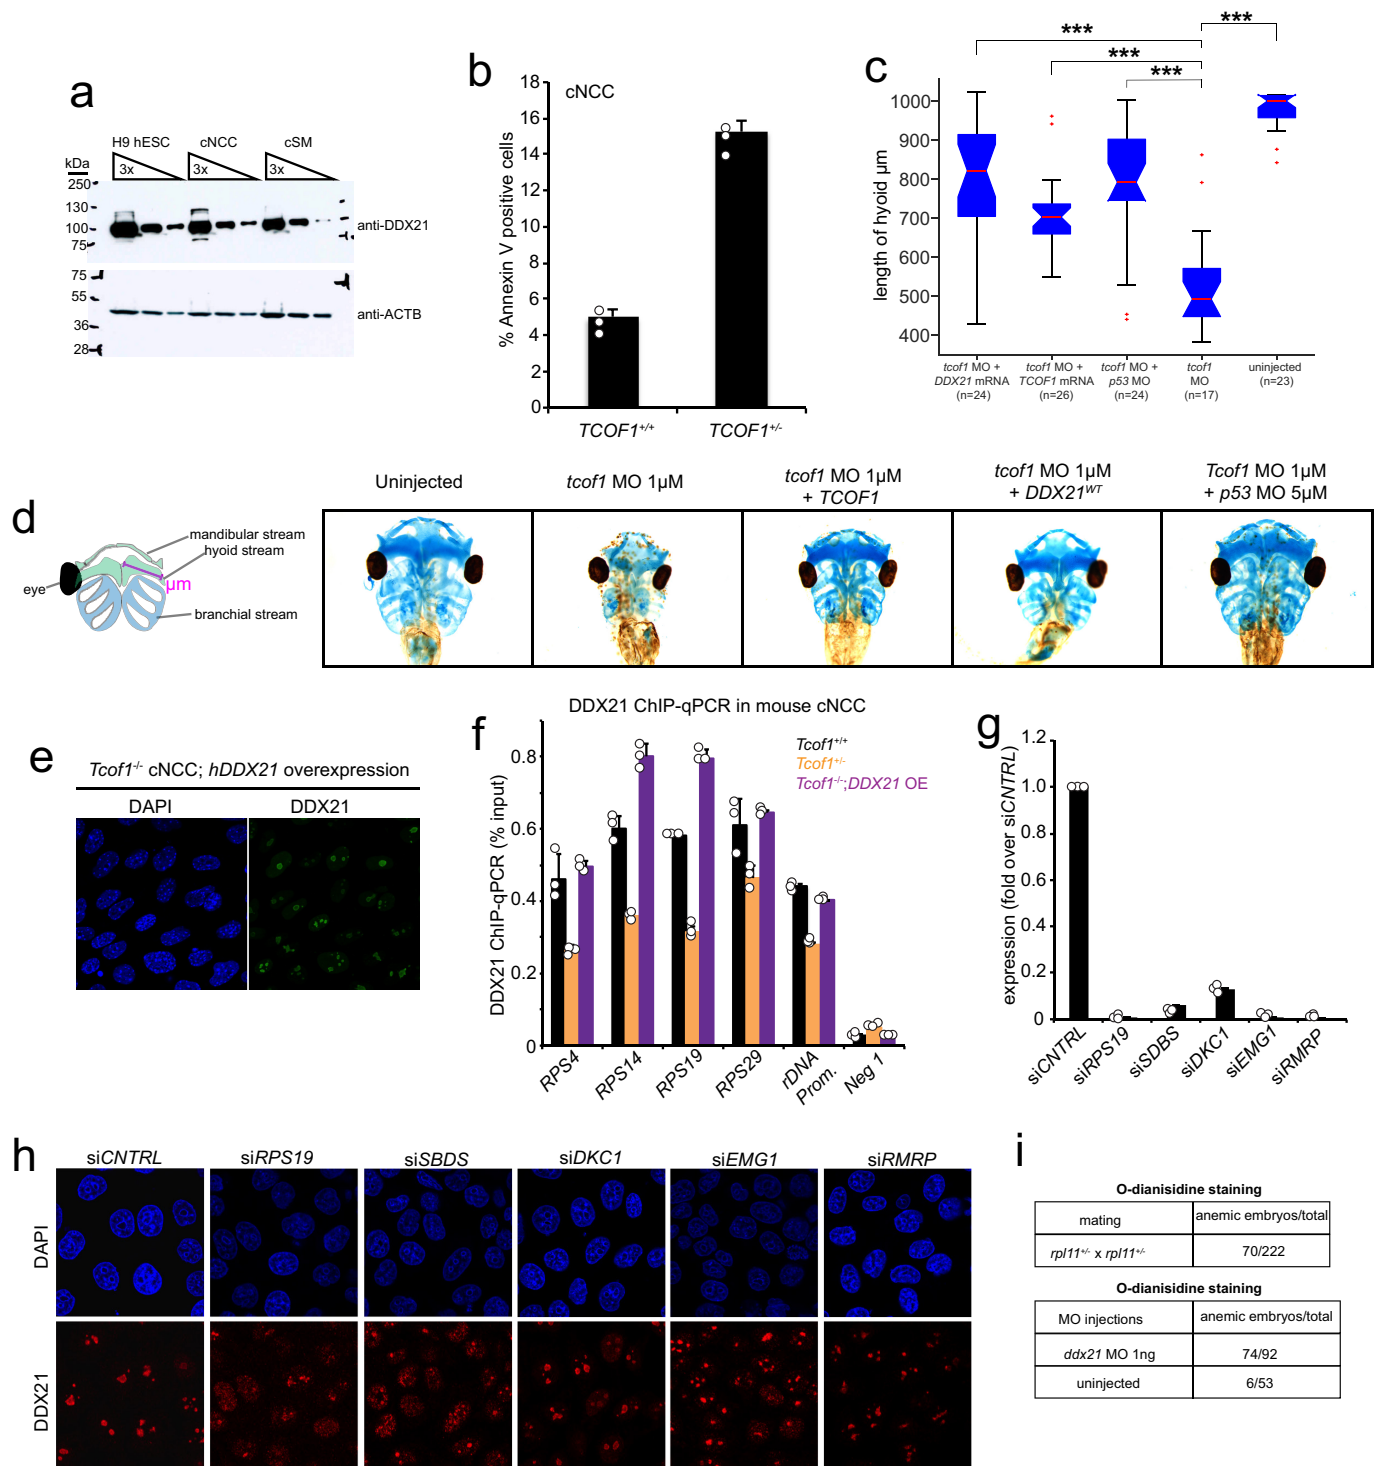 a
H9 hESC cNCC cSM
kDa
3x 3x 3x
250
130
100
75
anti-DDX21
75
55
36
28
anti-ACTB
b
cNCC
% Annexin V positive cells
18
16
14
12
10
8
6
4
2
0
TCOF1+/+ TCOF1+/-
c
*** *** *** ***
length of hyoid µm
1000
900
800
700
600
500
400
tcof1 MO + DDX21 mRNA (n=24)
tcof1 MO + TCOF1 mRNA (n=26)
tcof1 MO + p53 MO (n=24)
tcof1 MO (n=17)
uninjected (n=23)
d
mandibular stream
hyoid stream
eye
µm
branchial stream
Uninjected
tcof1 MO 1µM
tcof1 MO 1µM
+ TCOF1
tcof1 MO 1µM
+ DDX21WT
Tcof1 MO 1µM
+ p53 MO 5µM
e
Tcof1-/- cNCC; hDDX21 overexpression
DAPI DDX21
f
DDX21 ChIP-qPCR in mouse cNCC
Tcof1+/+
Tcof1+/-
Tcof1-/-;DDX21 OE
DDX21 ChIP-qPCR (% input)
0.8
0.6
0.4
0.2
0
RPS4 RPS14 RPS19 RPS29 rDNA Prom. Neg 1
g
expression (fold over siCNTRL)
1.2
1.0
0.8
0.6
0.4
0.2
0
siCNTRL siRPS19 siSDBS siDKC1 siEMG1 siRMRP
h
siCNTRL siRPS19 siSBDS siDKC1 siEMG1 siRMRP
DAPI
DDX21
i
O-dianisidine staining
mating anemic embryos/total
rpl11+/- x rpl11+/- 70/222
O-dianisidine staining
MO injections anemic embryos/total
ddx21 MO 1ng 74/92
uninjected 6/53